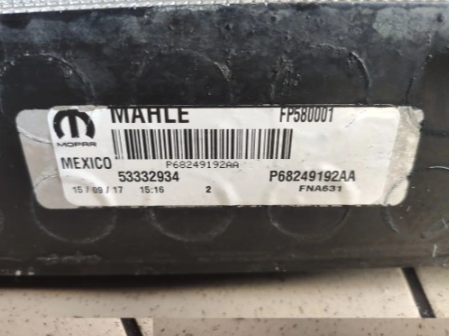 MAHLE FP580001
MOPAR
P68249192AA
MEXICO 53332934 P68249192AA
15 / 09 / 17 15:16 2 FNA631